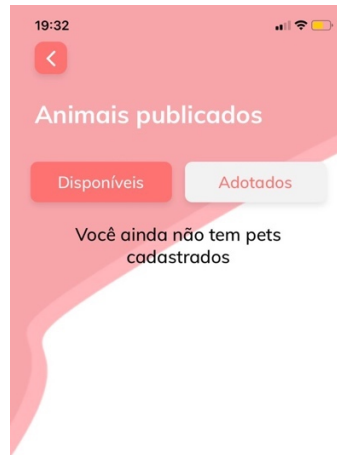 19:32
Animais publicados
Disponíveis
Adotados
Você ainda não tem pets
cadastrados